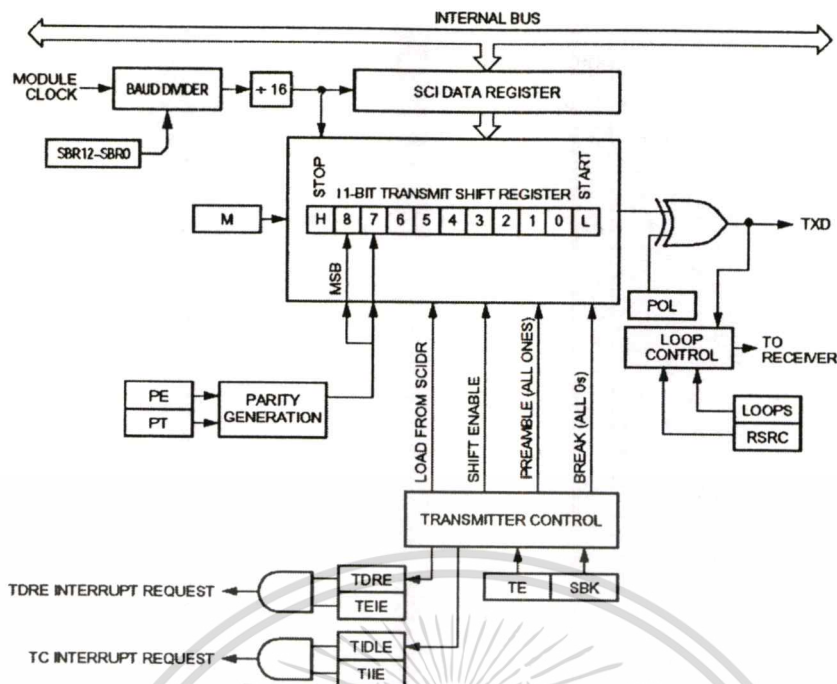 INTERNAL BUS
MODULE CLOCK
BAUD DIVIDER
÷ 16
SCI DATA REGISTER
SBR12–SBR0
STOP
11-BIT TRANSMIT SHIFT REGISTER
START
M
H 8 7 6 5 4 3 2 1 0 L
TXD
MSB
POL
LOOP CONTROL
TO RECEIVER
LOOPS
RSRC
PE
PT
PARITY GENERATION
LOAD FROM SCIDR
SHIFT ENABLE
PREAMBLE (ALL ONES)
BREAK (ALL 0s)
TRANSMITTER CONTROL
TE
SBK
TDRE INTERRUPT REQUEST
TDRE
TEIE
TC INTERRUPT REQUEST
TIDLE
TIIE